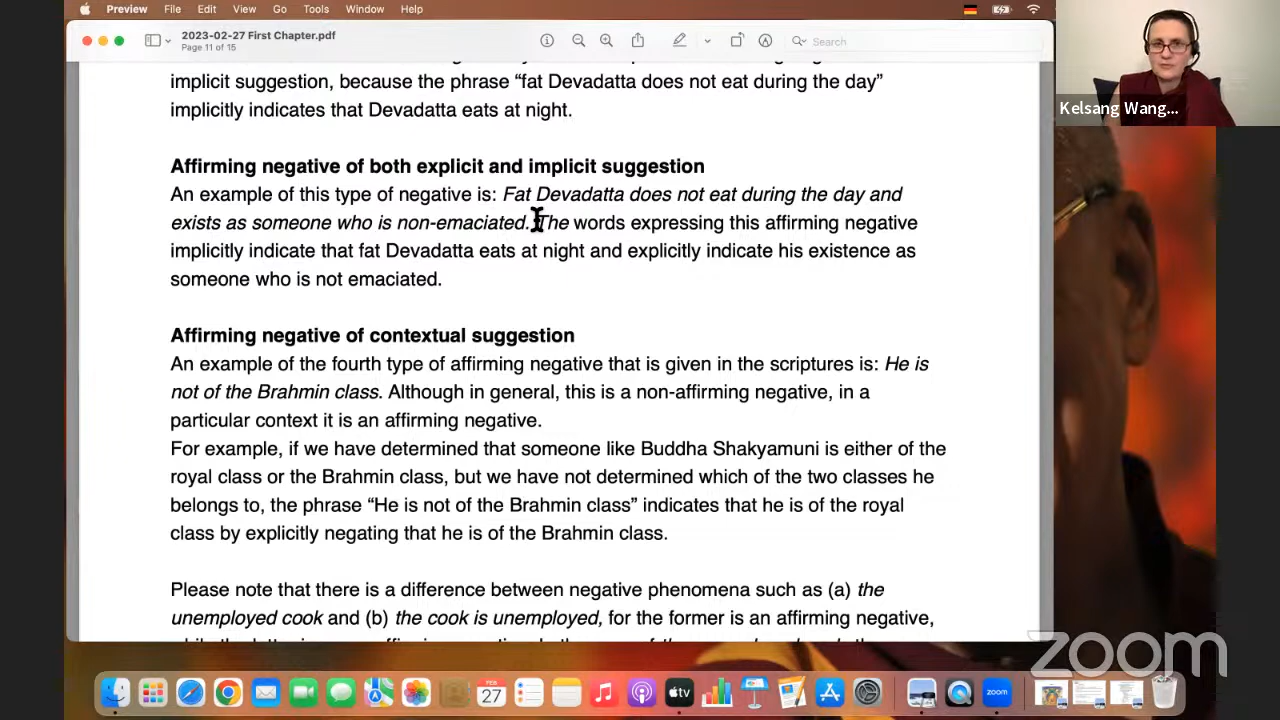 Preview File Edit View Go Tools Window Help
2023-02-27 First Chapter.pdf
Page 11 of 15
Search
implicit suggestion, because the phrase “fat Devadatta does not eat during the day”
implicitly indicates that Devadatta eats at night.
Affirming negative of both explicit and implicit suggestion
An example of this type of negative is: Fat Devadatta does not eat during the day and
exists as someone who is non-emaciated. The words expressing this affirming negative
implicitly indicate that fat Devadatta eats at night and explicitly indicate his existence as
someone who is not emaciated.
Affirming negative of contextual suggestion
An example of the fourth type of affirming negative that is given in the scriptures is: He is
not of the Brahmin class. Although in general, this is a non-affirming negative, in a
particular context it is an affirming negative.
For example, if we have determined that someone like Buddha Shakyamuni is either of the
royal class or the Brahmin class, but we have not determined which of the two classes he
belongs to, the phrase “He is not of the Brahmin class” indicates that he is of the royal
class by explicitly negating that he is of the Brahmin class.
Please note that there is a difference between negative phenomena such as (a) the
unemployed cook and (b) the cook is unemployed, for the former is an affirming negative,
Kelsang Wang...
zoom
FEB
27
tv
zoom